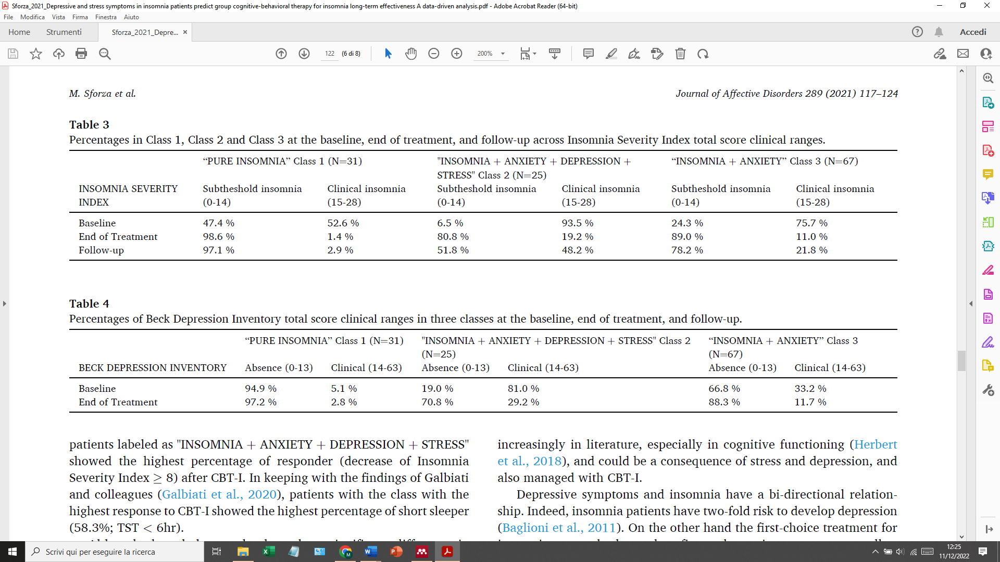 Sforza_2021_Depressive and stress symptoms in insomnia patients predict group cognitive-behavioral therapy for insomnia long-term effectiveness A data-driven analysis.pdf - Adobe Acrobat Reader (64-bit)
File Modifica Vista Firma Finestra Aiuto
Home Strumenti Sforza_2021_Depre... × Accedi
122 (6 di 8) 200%
M. Sforza et al. Journal of Affective Disorders 289 (2021) 117–124
Table 3
Percentages in Class 1, Class 2 and Class 3 at the baseline, end of treatment, and follow-up across Insomnia Severity Index total score clinical ranges.
“PURE INSOMNIA” Class 1 (N=31) "INSOMNIA + ANXIETY + DEPRESSION + “INSOMNIA + ANXIETY” Class 3 (N=67)
STRESS" Class 2 (N=25)
INSOMNIA SEVERITY Subtheshold insomnia Clinical insomnia Subtheshold insomnia Clinical insomnia Subtheshold insomnia Clinical insomnia
INDEX (0-14) (15-28) (0-14) (15-28) (0-14) (15-28)
Baseline 47.4 % 52.6 % 6.5 % 93.5 % 24.3 % 75.7 %
End of Treatment 98.6 % 1.4 % 80.8 % 19.2 % 89.0 % 11.0 %
Follow-up 97.1 % 2.9 % 51.8 % 48.2 % 78.2 % 21.8 %
Table 4
Percentages of Beck Depression Inventory total score clinical ranges in three classes at the baseline, end of treatment, and follow-up.
“PURE INSOMNIA” Class 1 (N=31) "INSOMNIA + ANXIETY + DEPRESSION + STRESS" Class 2 “INSOMNIA + ANXIETY” Class 3
(N=25) (N=67)
BECK DEPRESSION INVENTORY Absence (0-13) Clinical (14-63) Absence (0-13) Clinical (14-63) Absence (0-13) Clinical (14-63)
Baseline 94.9 % 5.1 % 19.0 % 81.0 % 66.8 % 33.2 %
End of Treatment 97.2 % 2.8 % 70.8 % 29.2 % 88.3 % 11.7 %
patients labeled as "INSOMNIA + ANXIETY + DEPRESSION + STRESS"
showed the highest percentage of responder (decrease of Insomnia
Severity Index ≥ 8) after CBT-I. In keeping with the findings of Galbiati
and colleagues (Galbiati et al., 2020), patients with the class with the
highest response to CBT-I showed the highest percentage of short sleeper
(58.3%; TST < 6hr).
increasingly in literature, especially in cognitive functioning (Herbert
et al., 2018), and could be a consequence of stress and depression, and
also managed with CBT-I.
Depressive symptoms and insomnia have a bi-directional relation-
ship. Indeed, insomnia patients have two-fold risk to develop depression
(Baglioni et al., 2011). On the other hand the first-choice treatment for
Scrivi qui per eseguire la ricerca
12:25
11/12/2022